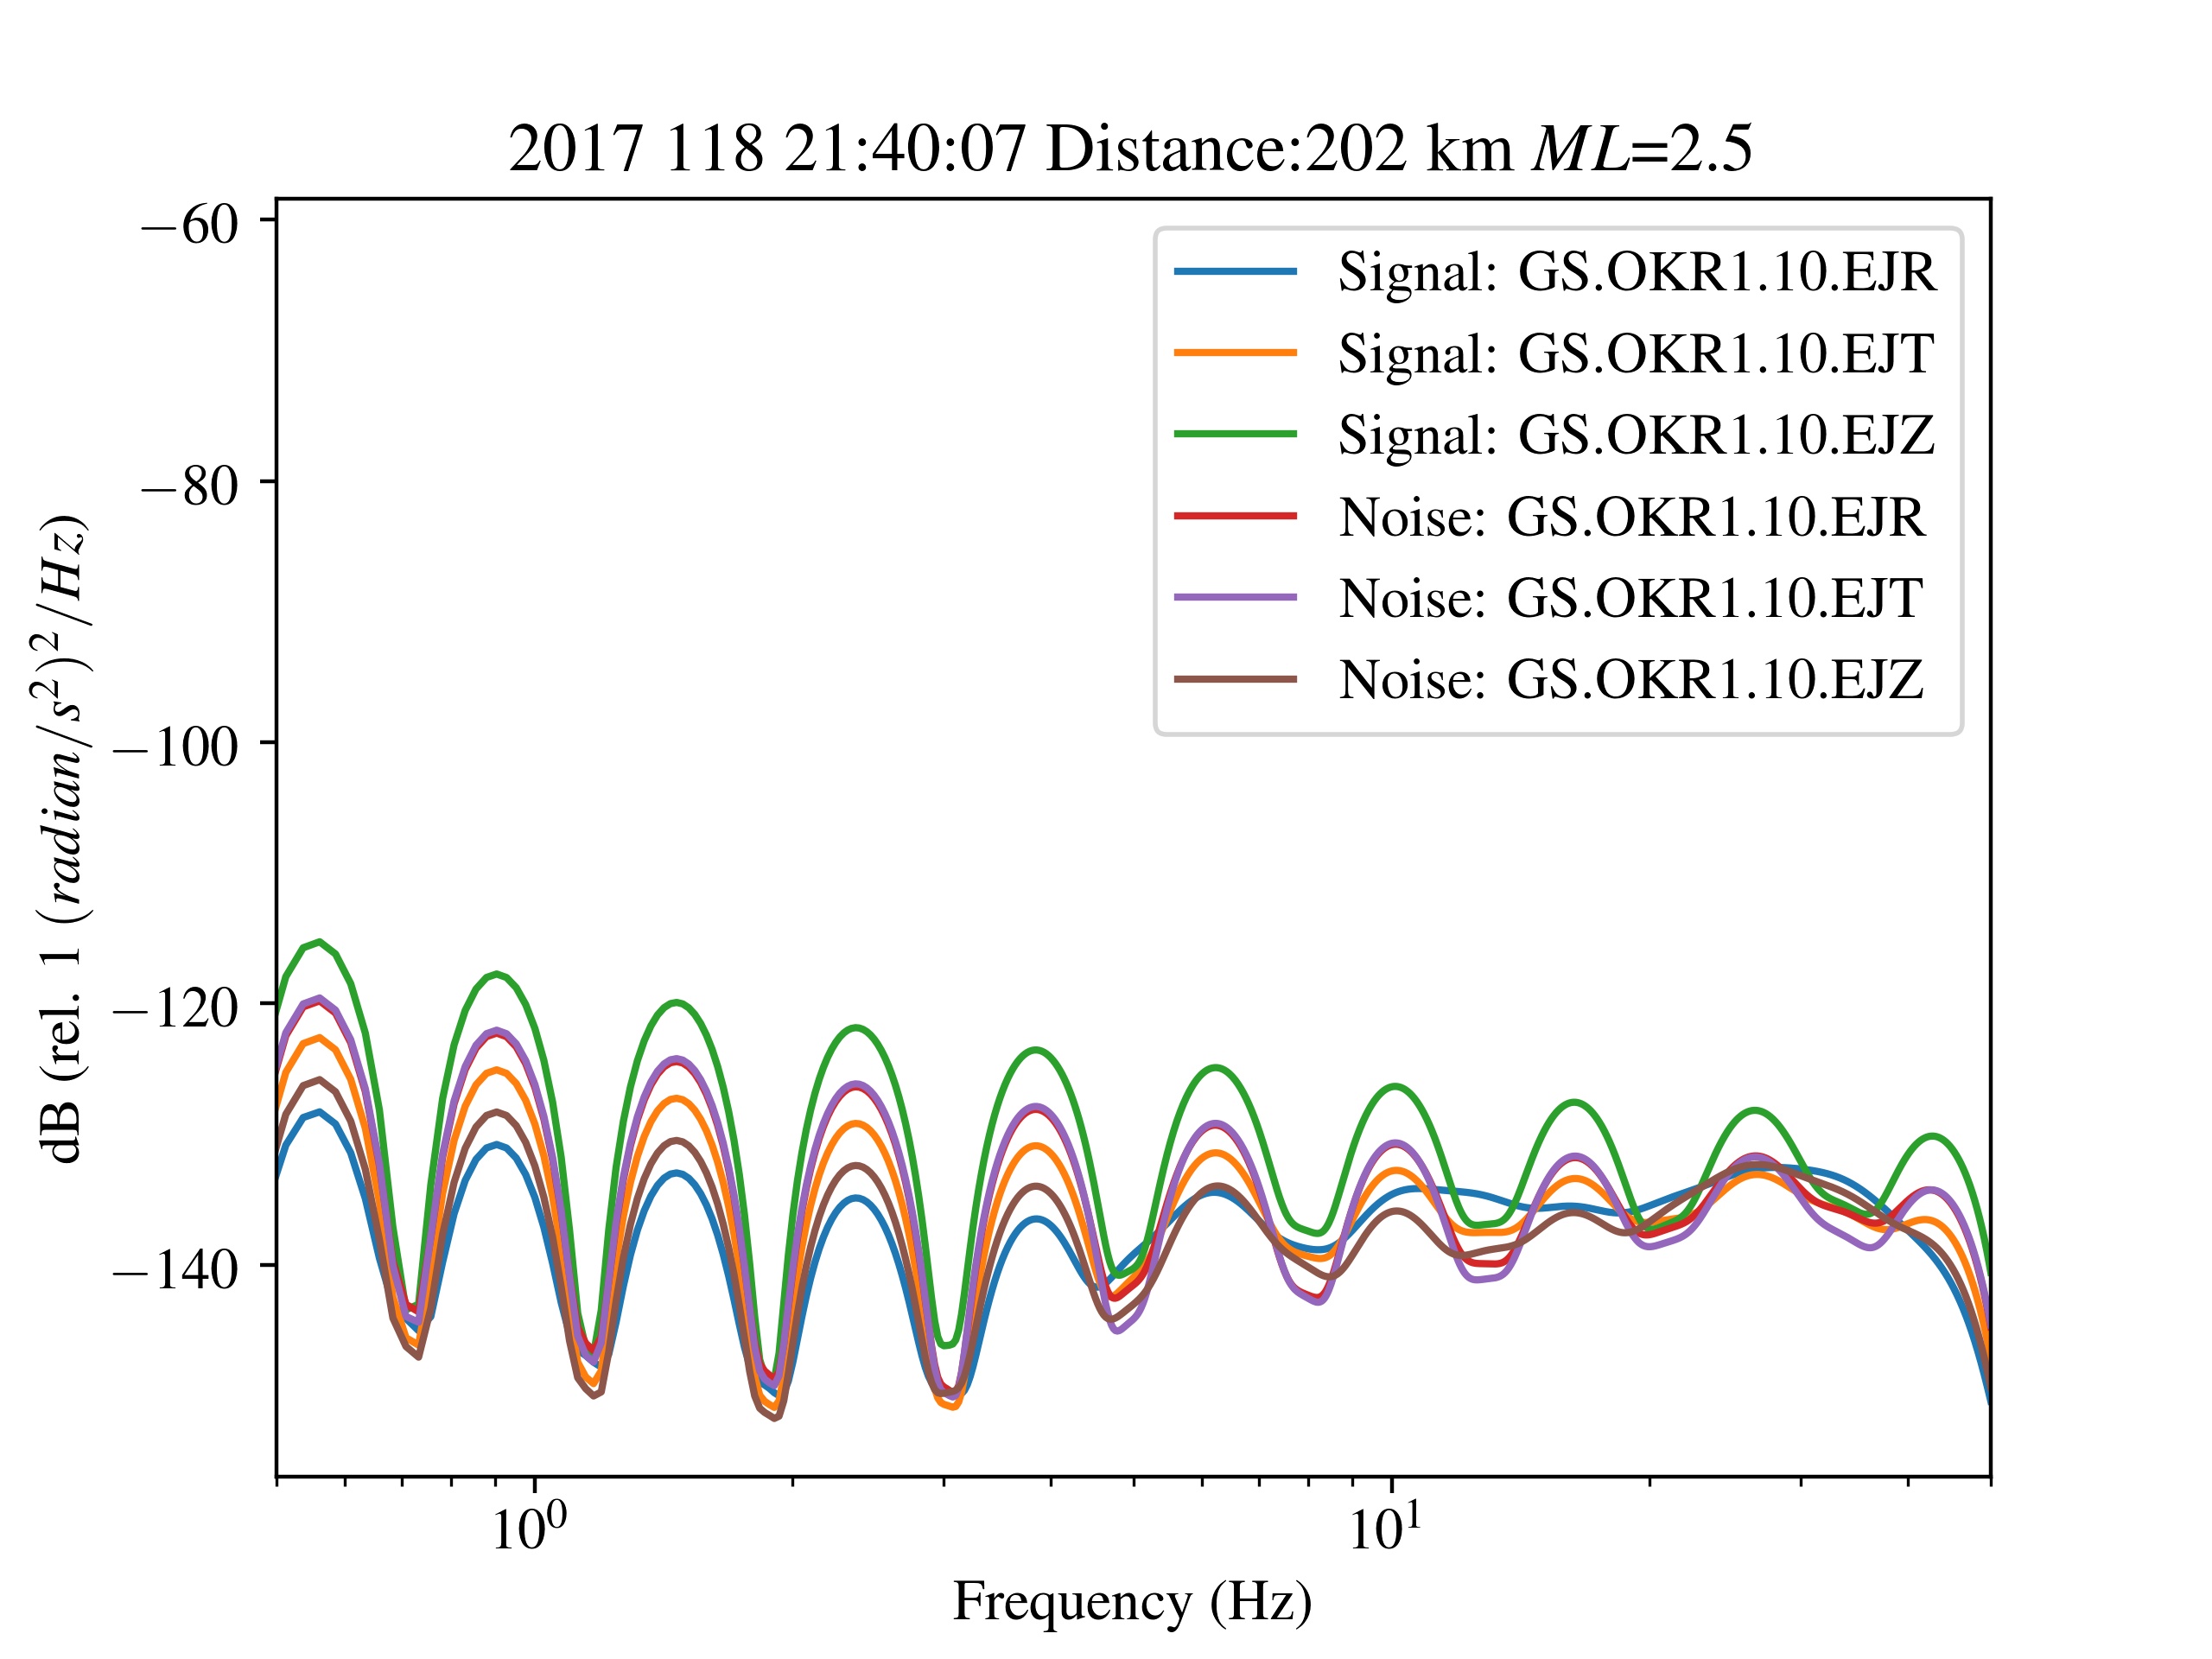 2017 118 21:40:07 Distance:202 km ML=2.5
−60
−80
−100
−120
−140
dB (rel. 1 (radian/s²)²/Hz)
Signal: GS.OKR1.10.EJR
Signal: GS.OKR1.10.EJT
Signal: GS.OKR1.10.EJZ
Noise: GS.OKR1.10.EJR
Noise: GS.OKR1.10.EJT
Noise: GS.OKR1.10.EJZ
10⁰
10¹
Frequency (Hz)